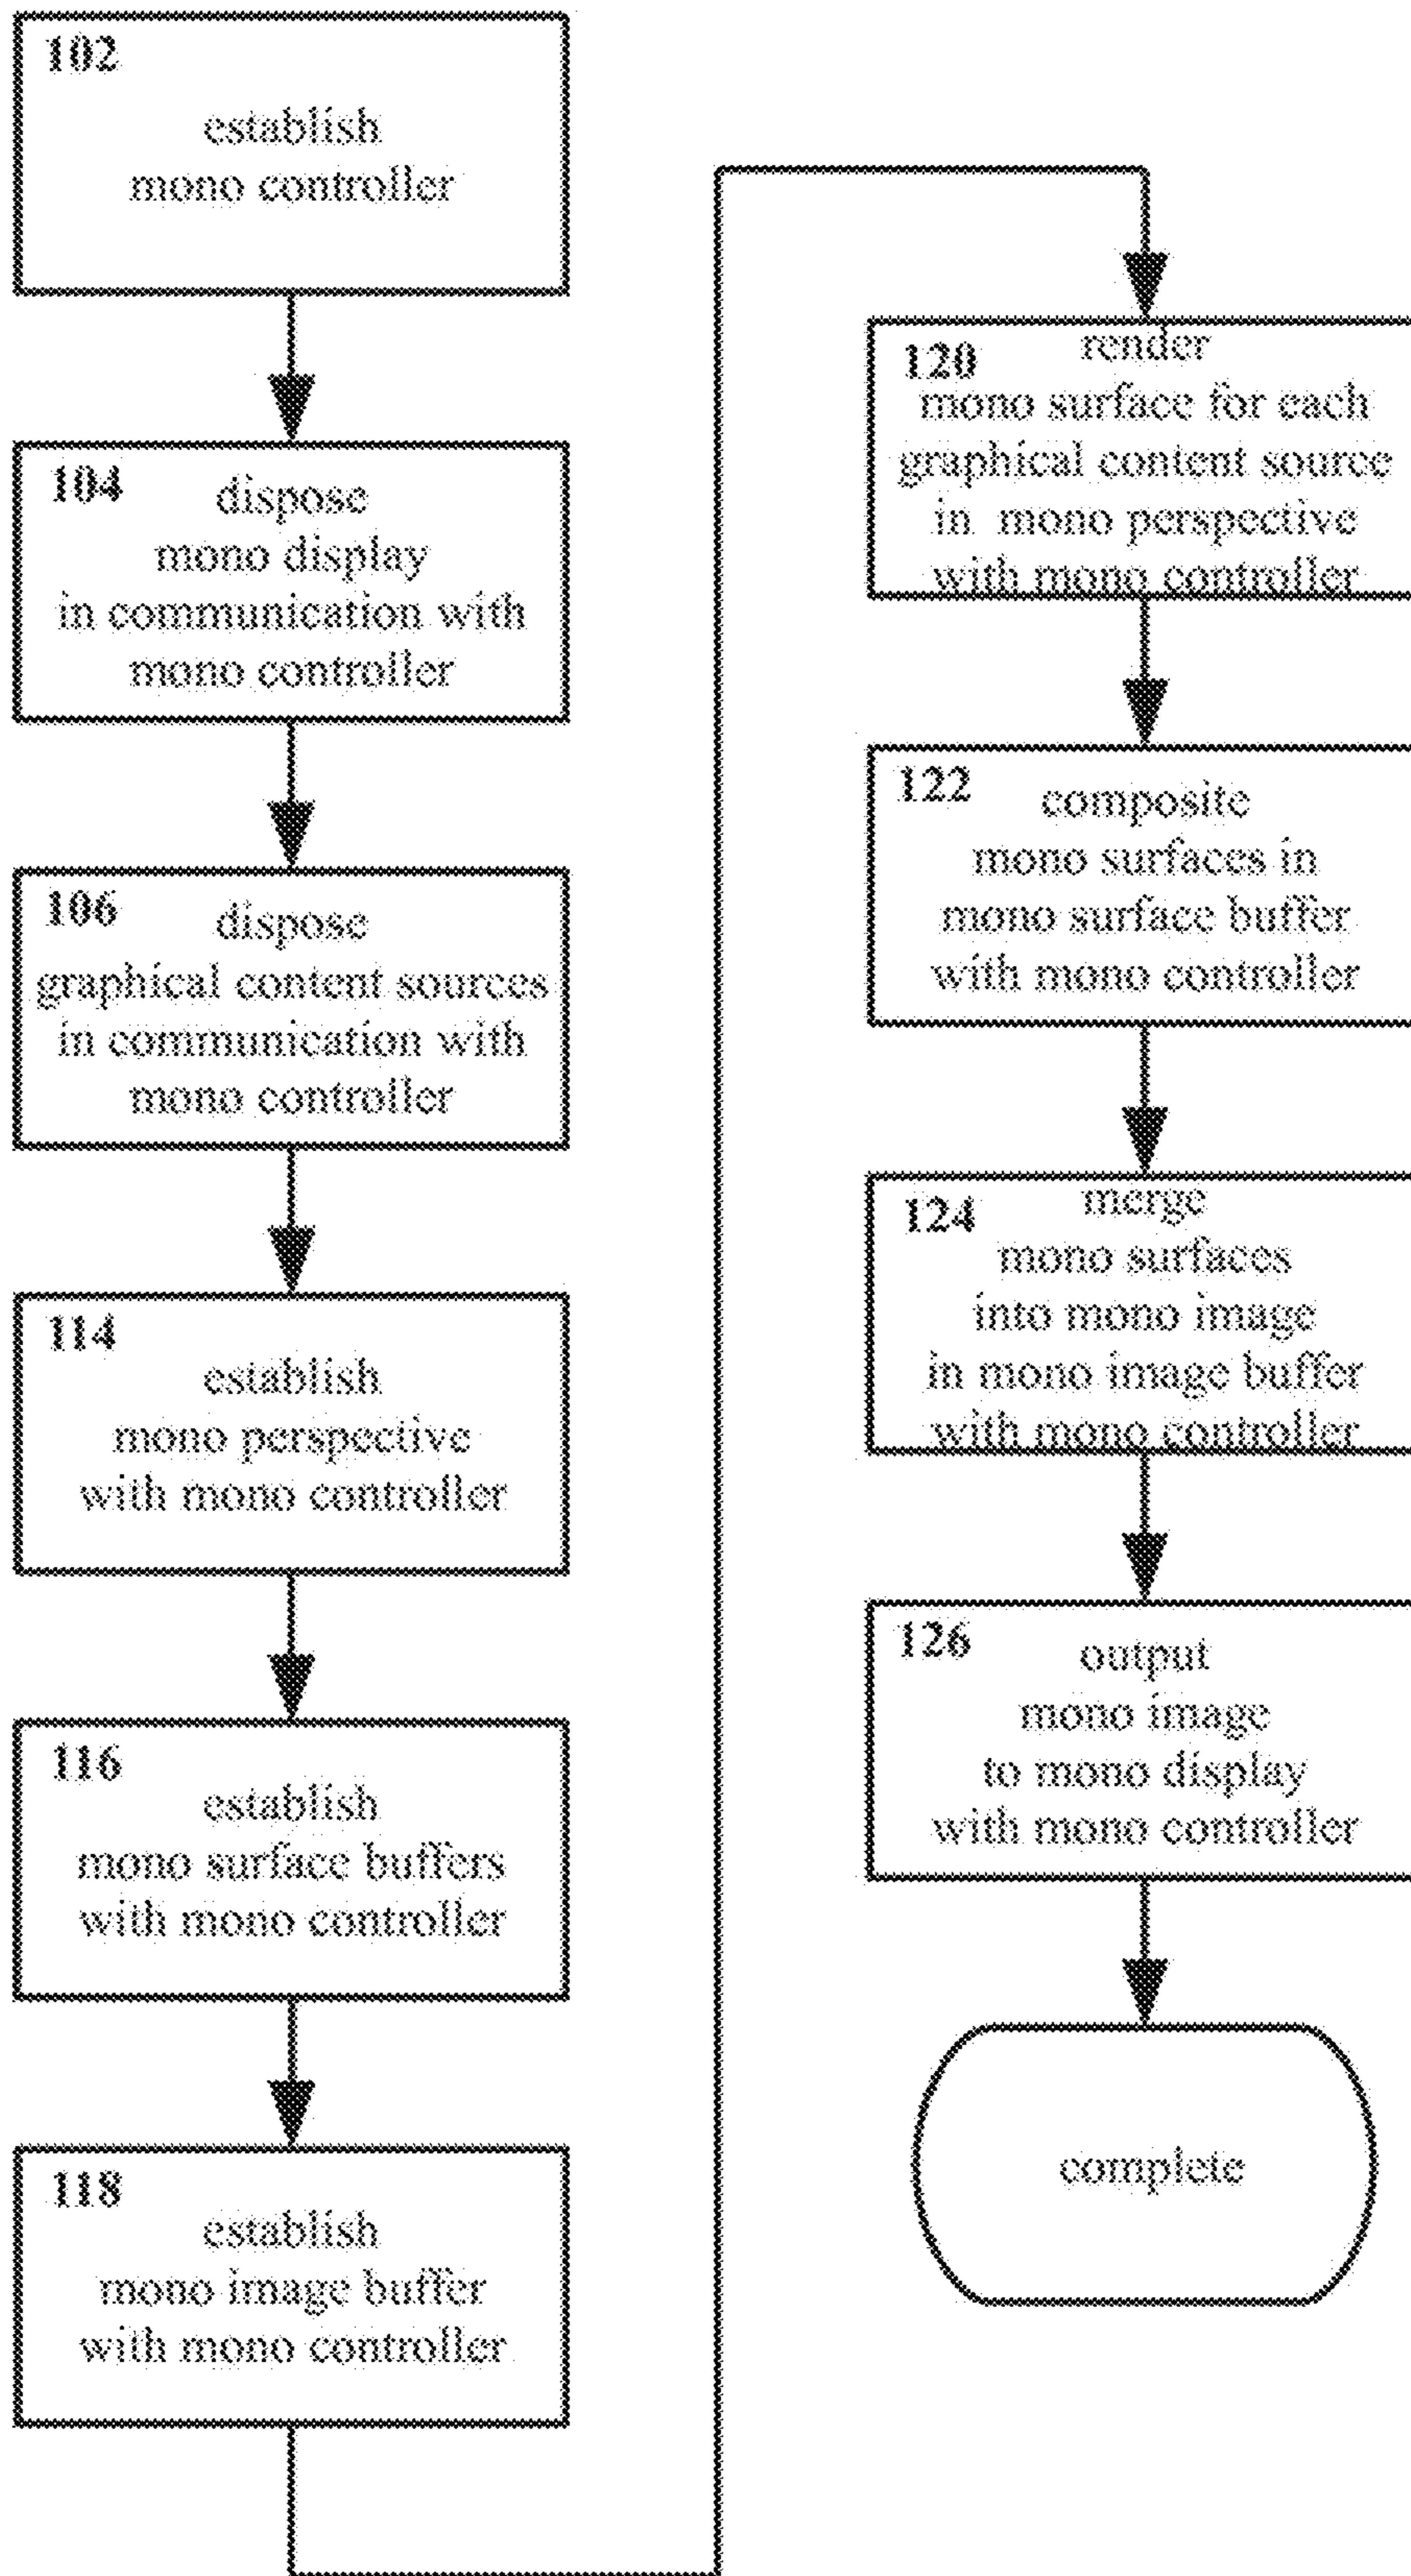 102
establish
mono controller
104
dispose
mono display
in communication with
mono controller
106
dispose
graphical content sources
in communication with
mono controller
114
establish
mono perspective
with mono controller
116
establish
mono surface buffers
with mono controller
118
establish
mono image buffer
with mono controller
120
render
mono surface for each
graphical content source
in mono perspective
with mono controller
122
composite
mono surfaces in
mono surface buffer
with mono controller
124
merge
mono surfaces
into mono image
in mono image buffer
with mono controller
126
output
mono image
to mono display
with mono controller
complete